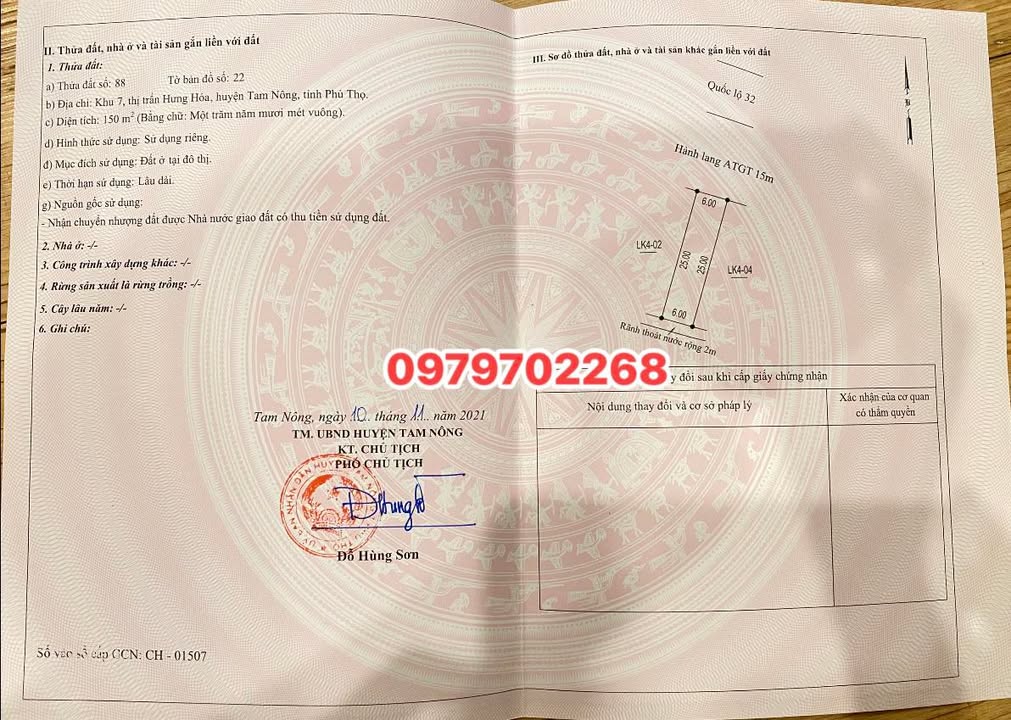 II. Thửa đất, nhà ở và tài sản gắn liền với đất
1. Thửa đất:
a) Thửa đất số: 88 Tờ bản đồ số: 22
b) Địa chỉ: Khu 7, thị trấn Hưng Hóa, huyện Tam Nông, tỉnh Phú Thọ.
c) Diện tích: 150 m² (Bằng chữ: Một trăm năm mươi mét vuông).
d) Hình thức sử dụng: Sử dụng riêng.
đ) Mục đích sử dụng: Đất ở tại đô thị.
e) Thời hạn sử dụng: Lâu dài.
g) Nguồn gốc sử dụng:
- Nhận chuyển nhượng đất được Nhà nước giao đất có thu tiền sử dụng đất.
2. Nhà ở: -/-
3. Công trình xây dựng khác: -/-
4. Rừng sản xuất là rừng trồng: -/-
5. Cây lâu năm: -/-
6. Ghi chú:
Tam Nông, ngày 10. tháng 11.. năm 2021
TM. UBND HUYỆN TAM NÔNG
KT. CHỦ TỊCH
PHÓ CHỦ TỊCH
Đỗ Hùng Sơn
Số vào sổ cấp GCN: CH - 01507
III. Sơ đồ thửa đất, nhà ở và tài sản khác gắn liền với đất
Quốc lộ 32
Hành lang ATGT 15m
6.00
LK4-02
25.00
25.00
LK4-04
6.00
Rãnh thoát nước rộng 2m
0979702268
y đổi sau khi cấp giấy chứng nhận
Nội dung thay đổi và cơ sở pháp lý
Xác nhận của cơ quan
có thẩm quyền